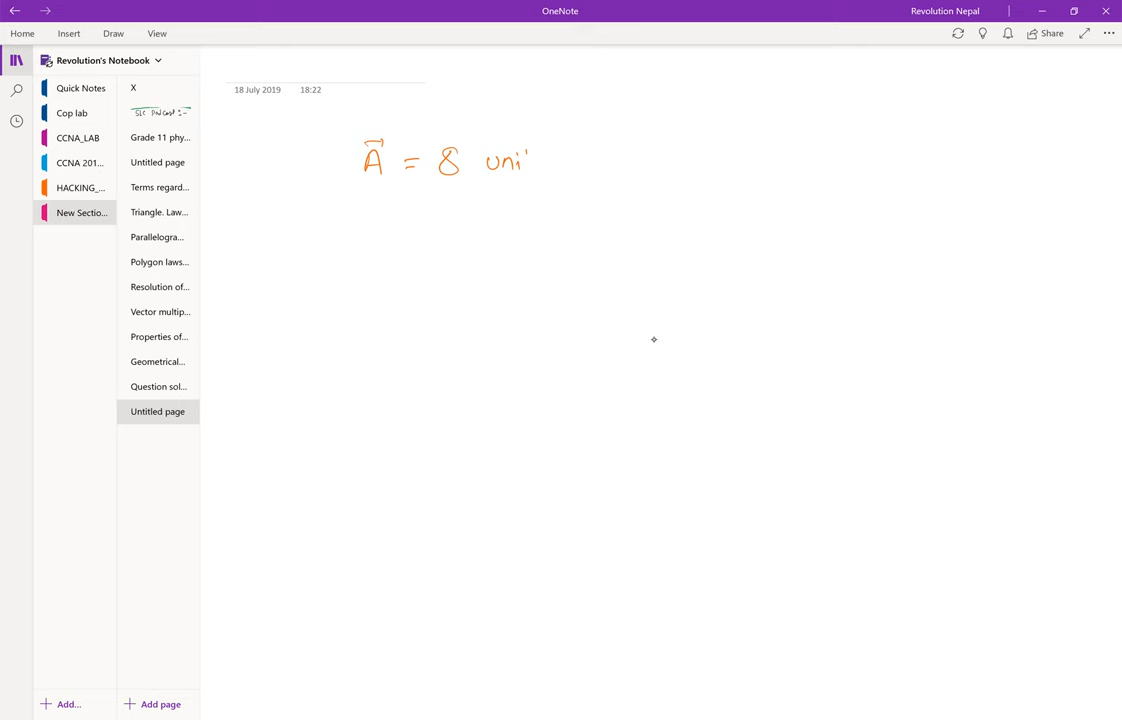 OneNote
Revolution Nepal
Home Insert Draw View
Share
Revolution's Notebook
Quick Notes
Cop lab
CCNA_LAB
CCNA 201...
HACKING_...
New Sectio...
X
SLC Podcast :-
Grade 11 phy...
Untitled page
Terms regard...
Triangle. Law...
Parallelogra...
Polygon laws...
Resolution of...
Vector multip...
Properties of...
Geometrical...
Question sol...
Untitled page
18 July 2019 18:22
A⃗ = 8 uni
+ Add...
+ Add page